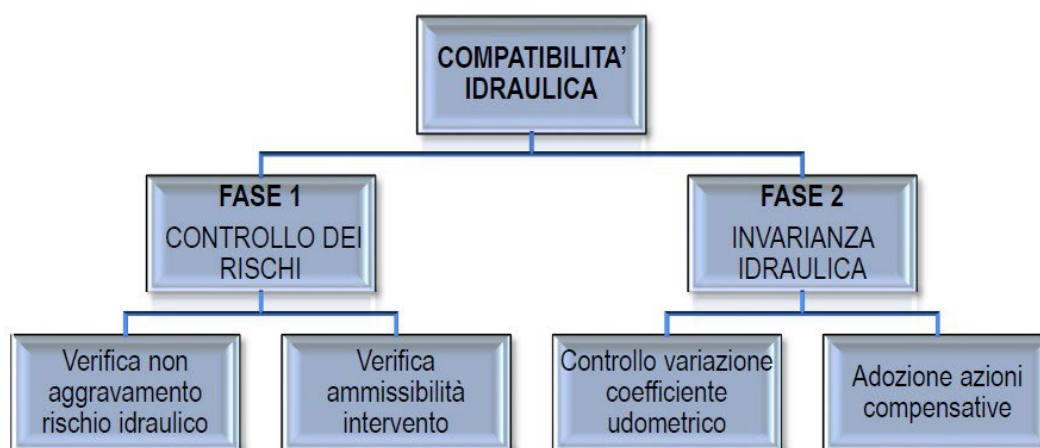 COMPATIBILITA'
IDRAULICA
FASE 1
CONTROLLO DEI
RISCHI
FASE 2
INVARIANZA
IDRAULICA
Verifica non
aggravamento
rischio idraulico
Verifica
ammissibilità
intervento
Controllo variazione
coefficiente
udometrico
Adozione azioni
compensative